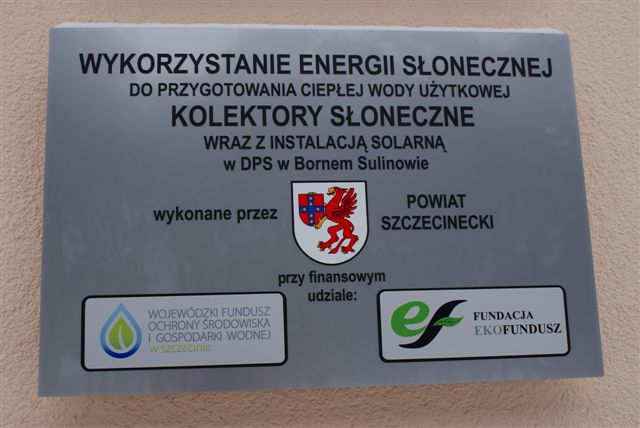 WYKORZYSTANIE ENERGII SŁONECZNEJ
DO PRZYGOTOWANIA CIEPŁEJ WODY UŻYTKOWEJ
KOLEKTORY SŁONECZNE
WRAZ Z INSTALACJĄ SOLARNĄ
w DPS w Bornem Sulinowie
wykonane przez
POWIAT
SZCZECINECKI
przy finansowym
udziale:
WOJEWÓDZKI FUNDUSZ
OCHRONY ŚRODOWISKA
I GOSPODARKI WODNEJ
w szczecinie
ef
FUNDACJA
EKOFUNDUSZ